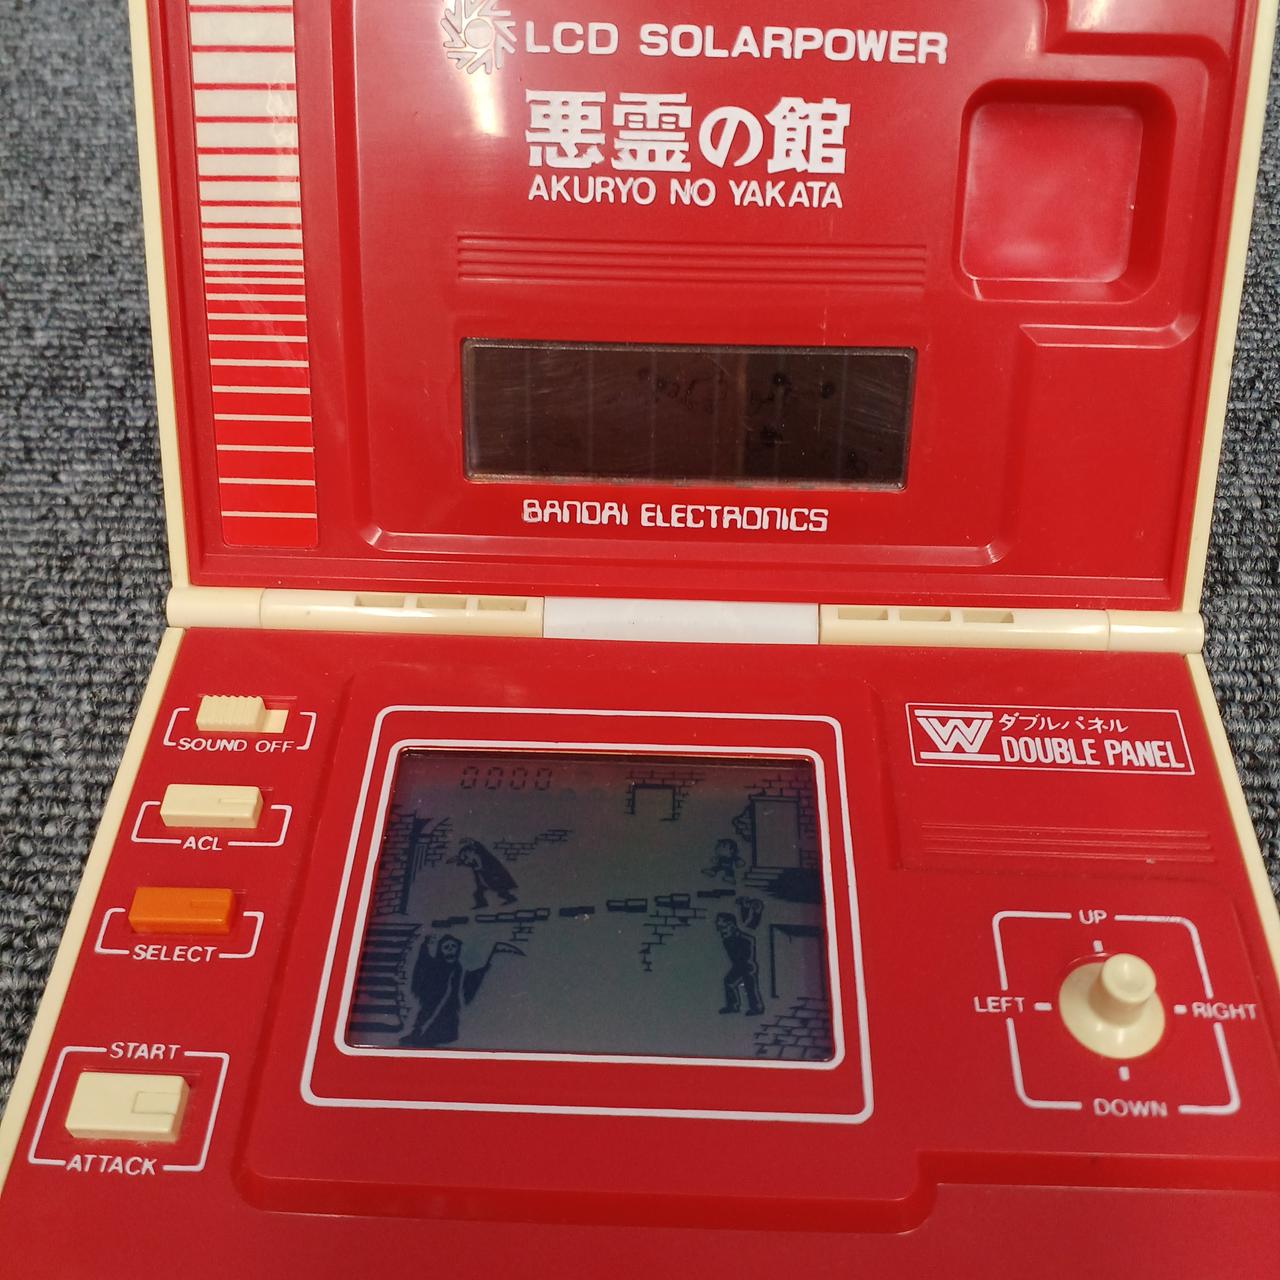 LCD SOLARPOWER
悪霊の館
AKURYO NO YAKATA
BANDAI ELECTRONICS
SOUND OFF
ACL
SELECT
START
ATTACK
0000
W ダブルパネル
DOUBLE PANEL
UP
LEFT
RIGHT
DOWN